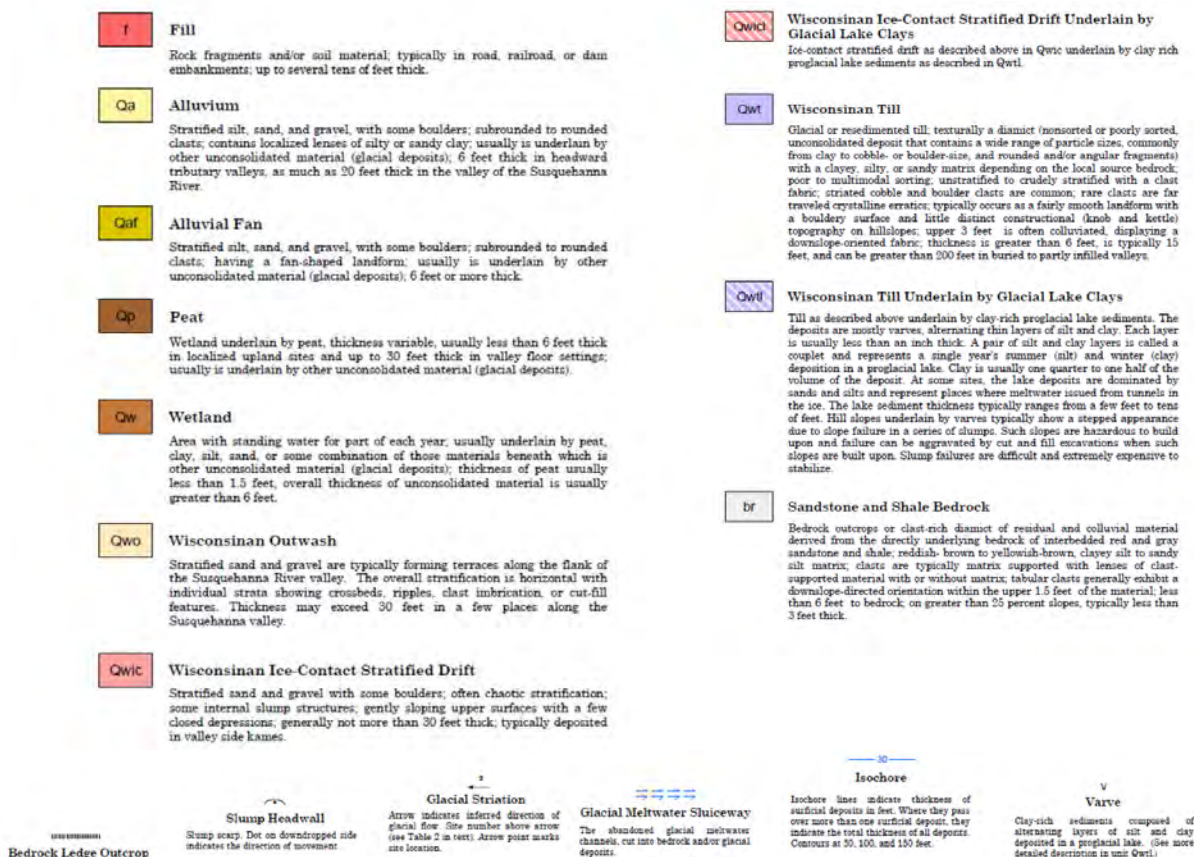 f
Fill
Rock fragments and/or soil material; typically in road, railroad, or dam
embankments; up to several tens of feet thick.
Qa
Alluvium
Stratified silt, sand, and gravel, with some boulders; subrounded to rounded
clasts; contains localized lenses of silty or sandy clay; usually is underlain by
other unconsolidated material (glacial deposits); 6 feet thick in headward
tributary valleys, as much as 20 feet thick in the valley of the Susquehanna
River.
Qaf
Alluvial Fan
Stratified silt, sand, and gravel, with some boulders; subrounded to rounded
clasts; having a fan-shaped landform; usually is underlain by other
unconsolidated material (glacial deposits); 6 feet or more thick.
Qp
Peat
Wetland underlain by peat, thickness variable, usually less than 6 feet thick
in localized upland sites and up to 30 feet thick in valley floor settings;
usually is underlain by other unconsolidated material (glacial deposits).
Qw
Wetland
Area with standing water for part of each year; usually underlain by peat,
clay, silt, sand, or some combination of those materials beneath which is
other unconsolidated material (glacial deposits); thickness of peat usually
less than 1.5 feet, overall thickness of unconsolidated material is usually
greater than 6 feet.
Qwo
Wisconsinan Outwash
Stratified sand and gravel are typically forming terraces along the flank of
the Susquehanna River valley. The overall stratification is horizontal with
individual strata showing crossbeds, ripples, clast imbrication, or cut-fill
features. Thickness may exceed 30 feet in a few places along the
Susquehanna valley.
Qwic
Wisconsinan Ice-Contact Stratified Drift
Stratified sand and gravel with some boulders; often chaotic stratification;
some internal slump structures; gently sloping upper surfaces with a few
closed depressions; generally not more than 30 feet thick; typically deposited
in valley side kames.
Qwicl
Wisconsinan Ice-Contact Stratified Drift Underlain by
Glacial Lake Clays
Ice-contact stratified drift as described above in Qwic underlain by clay rich
proglacial lake sediments as described in Qwtl.
Qwt
Wisconsinan Till
Glacial or resedimented till; texturally a diamict (nonsorted or poorly sorted,
unconsolidated deposit that contains a wide range of particle sizes, commonly
from clay to cobble- or boulder-size, and rounded and/or angular fragments)
with a clayey, silty, or sandy matrix depending on the local source bedrock;
poor to multimodal sorting, unstratified to crudely stratified with a clast
fabric; striated cobble and boulder clasts are common; rare clasts are far
traveled crystalline erratics; typically occurs as a fairly smooth landform with
a bouldery surface and little distinct constructional (knob and kettle)
topography on hillslopes; upper 3 feet is often colluviated, displaying a
downslope-oriented fabric; thickness is greater than 6 feet, is typically 15
feet, and can be greater than 200 feet in buried to partly infilled valleys.
Qwtl
Wisconsinan Till Underlain by Glacial Lake Clays
Till as described above underlain by clay-rich proglacial lake sediments. The
deposits are mostly varves, alternating thin layers of silt and clay. Each layer
is usually less than an inch thick. A pair of silt and clay layers is called a
couplet and represents a single year's summer (silt) and winter (clay)
deposition in a proglacial lake. Clay is usually one quarter to one half of the
volume of the deposit. At some sites, the lake deposits are dominated by
sands and silts and represent places where meltwater issued from tunnels in
the ice. The lake sediment thickness typically ranges from a few feet to tens
of feet. Hill slopes underlain by varves typically show a stepped appearance
due to slope failure in a series of slumps. Such slopes are hazardous to build
upon and failure can be aggravated by cut and fill excavations when such
slopes are built upon. Slump failures are difficult and extremely expensive to
stabilize.
br
Sandstone and Shale Bedrock
Bedrock outcrops or clast-rich diamict of residual and colluvial material
derived from the directly underlying bedrock of interbedded red and gray
sandstone and shale; reddish- brown to yellowish-brown, clayey silt to sandy
silt matrix; clasts are typically matrix supported with lenses of clast-
supported material with or without matrix; tabular clasts generally exhibit a
downslope-directed orientation within the upper 1.5 feet of the material; less
than 6 feet to bedrock; on greater than 25 percent slopes, typically less than
3 feet thick.
Bedrock Ledge Outcrop
Slump Headwall
Slump scarp. Dot on downdropped side
indicates the direction of movement
2
Glacial Striation
Arrow indicates inferred direction of
glacial flow. Site number above arrow
(see Table 2 in text). Arrow point marks
site location.
Glacial Meltwater Sluiceway
The abandoned glacial meltwater
channels, cut into bedrock and/or glacial
deposits.
30
Isochore
Isochore lines indicate thickness of
surficial deposits in feet. Where they pass
over more than one surficial deposit, they
indicate the total thickness of all deposits.
Contours at 30, 100, and 150 feet.
V
Varve
Clay-rich sediments composed of
alternating layers of silt and clay
deposited in a proglacial lake. (See more
detailed description in unit Qwtl.)